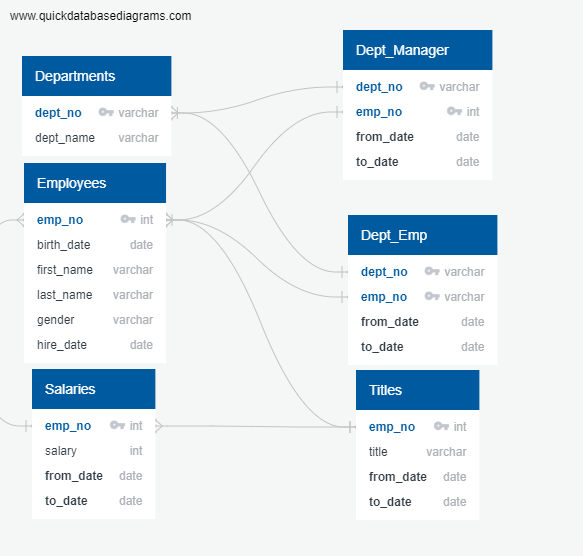 www.quickdatabasediagrams.com
Departments
dept_no varchar
dept_name varchar
Employees
emp_no int
birth_date date
first_name varchar
last_name varchar
gender varchar
hire_date date
Salaries
emp_no int
salary int
from_date date
to_date date
Dept_Manager
dept_no varchar
emp_no int
from_date date
to_date date
Dept_Emp
dept_no varchar
emp_no varchar
from_date date
to_date date
Titles
emp_no int
title varchar
from_date date
to_date date